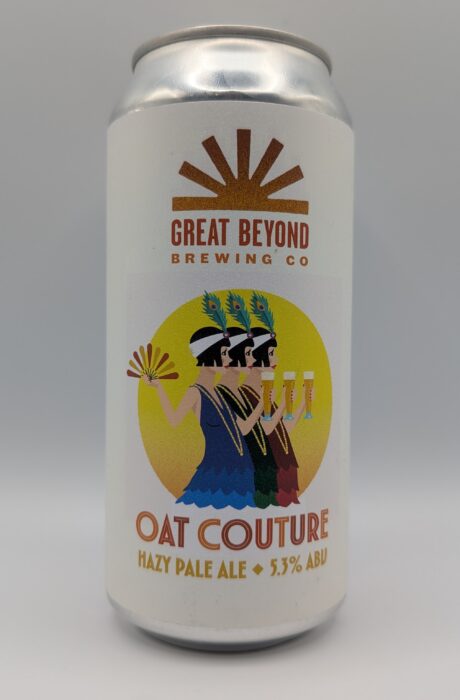 GREAT BEYOND
BREWING CO
OAT COUTURE
HAZY PALE ALE ◆ 5.3% ABV